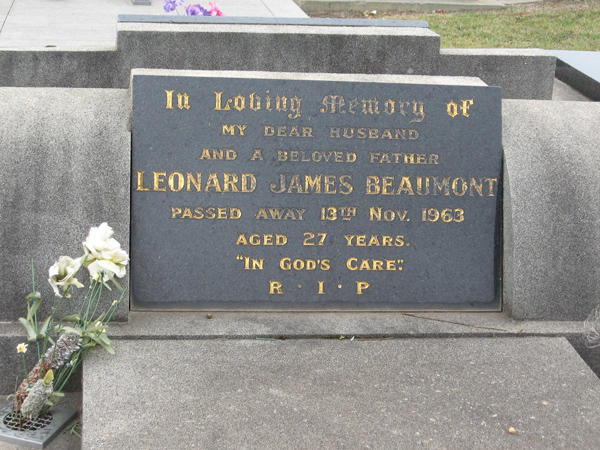 In Loving Memory of
MY DEAR HUSBAND
AND A BELOVED FATHER
LEONARD JAMES BEAUMONT
PASSED AWAY 13TH NOV. 1963
AGED 27 YEARS.
"IN GOD'S CARE".
R · I · P